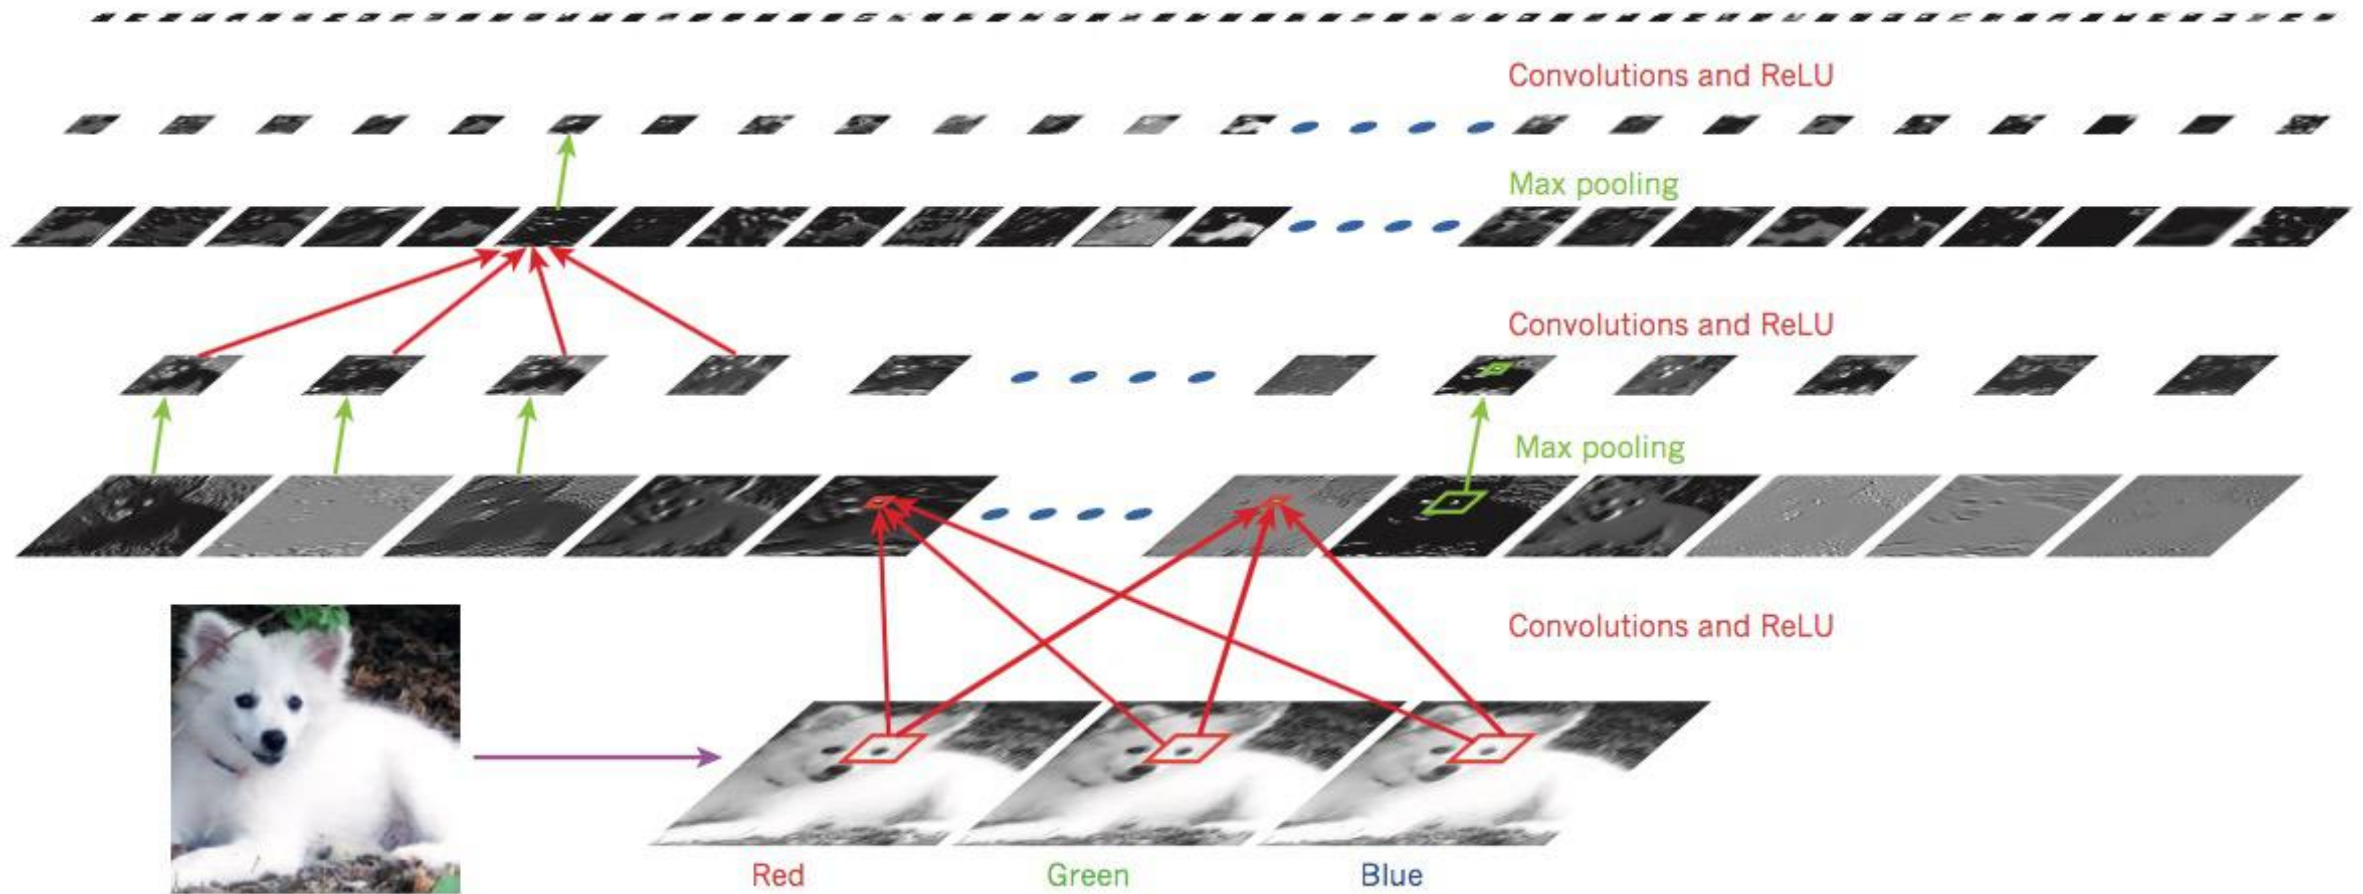 Convolutions and ReLU
Max pooling
Convolutions and ReLU
Max pooling
Convolutions and ReLU
Red
Green
Blue